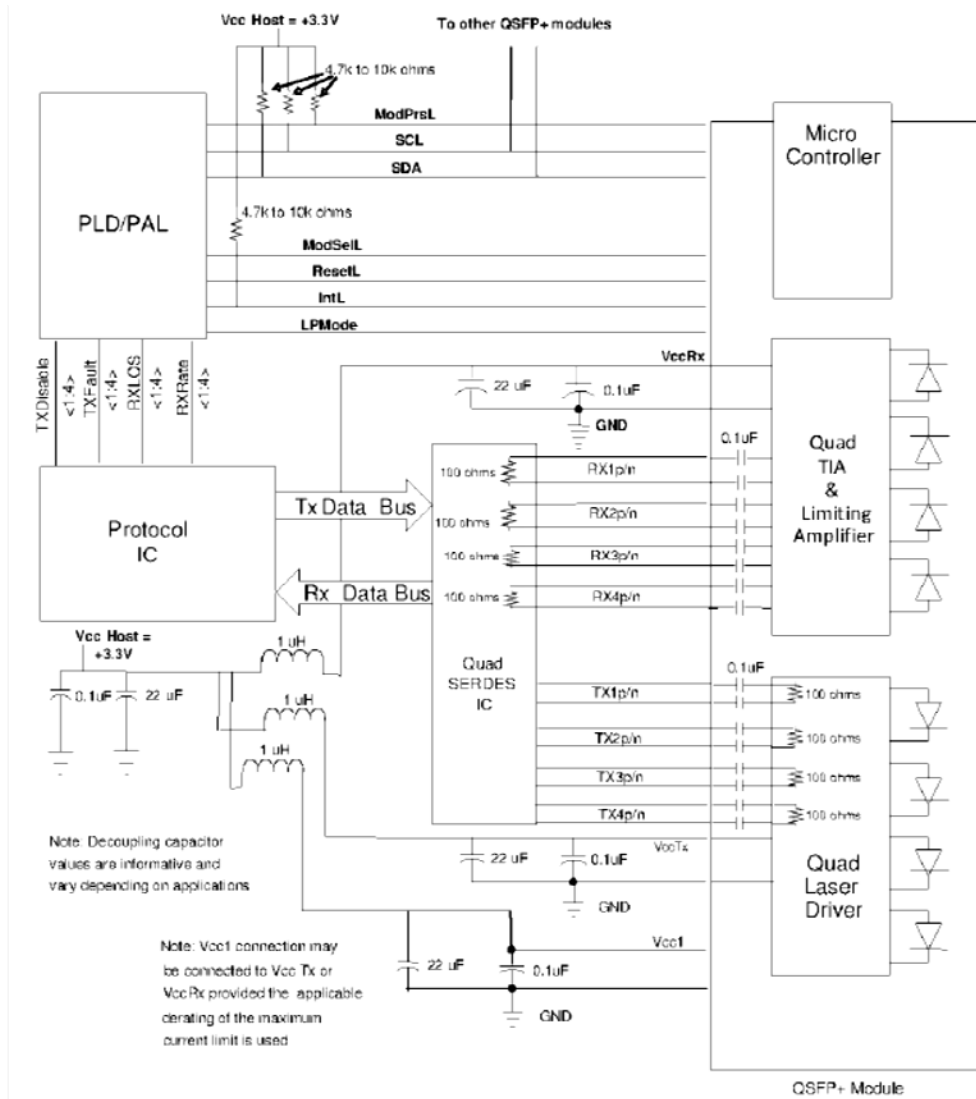 Vcc Host = +3.3V
To other QSFP+ modules
4.7k to 10k ohms
ModPrsL
SCL
SDA
Micro
Controller
PLD/PAL
4.7k to 10k ohms
ModSelL
ResetL
IntL
LPMode
TXDisable
<1:4>
TXFault
<1:4>
RXLOS
<1:4>
RXRate
<1:4>
VccRx
22 uF
0.1uF
GND
0.1uF
Quad
TIA
&
Limiting
Amplifier
100 ohms
RX1p/n
100 ohms
RX2p/n
100 ohms
RX3p/n
100 ohms
RX4p/n
Protocol
IC
Tx Data Bus
Rx Data Bus
Quad
SERDES
IC
Vcc Host =
+3.3V
0.1uF
22 uF
1 uH
1 uH
1 uH
0.1uF
TX1p/n
100 ohms
TX2p/n
100 ohms
TX3p/n
100 ohms
TX4p/n
100 ohms
Quad
Laser
Driver
VccTx
22 uF
0.1uF
GND
Note: Decoupling capacitor
values are informative and
vary depending on applications
Note: Vcc1 connection may
be connected to Vcc Tx or
Vcc Rx provided the applicable
derating of the maximum
current limit is used
Vcc1
22 uF
0.1uF
GND
QSFP+ Module